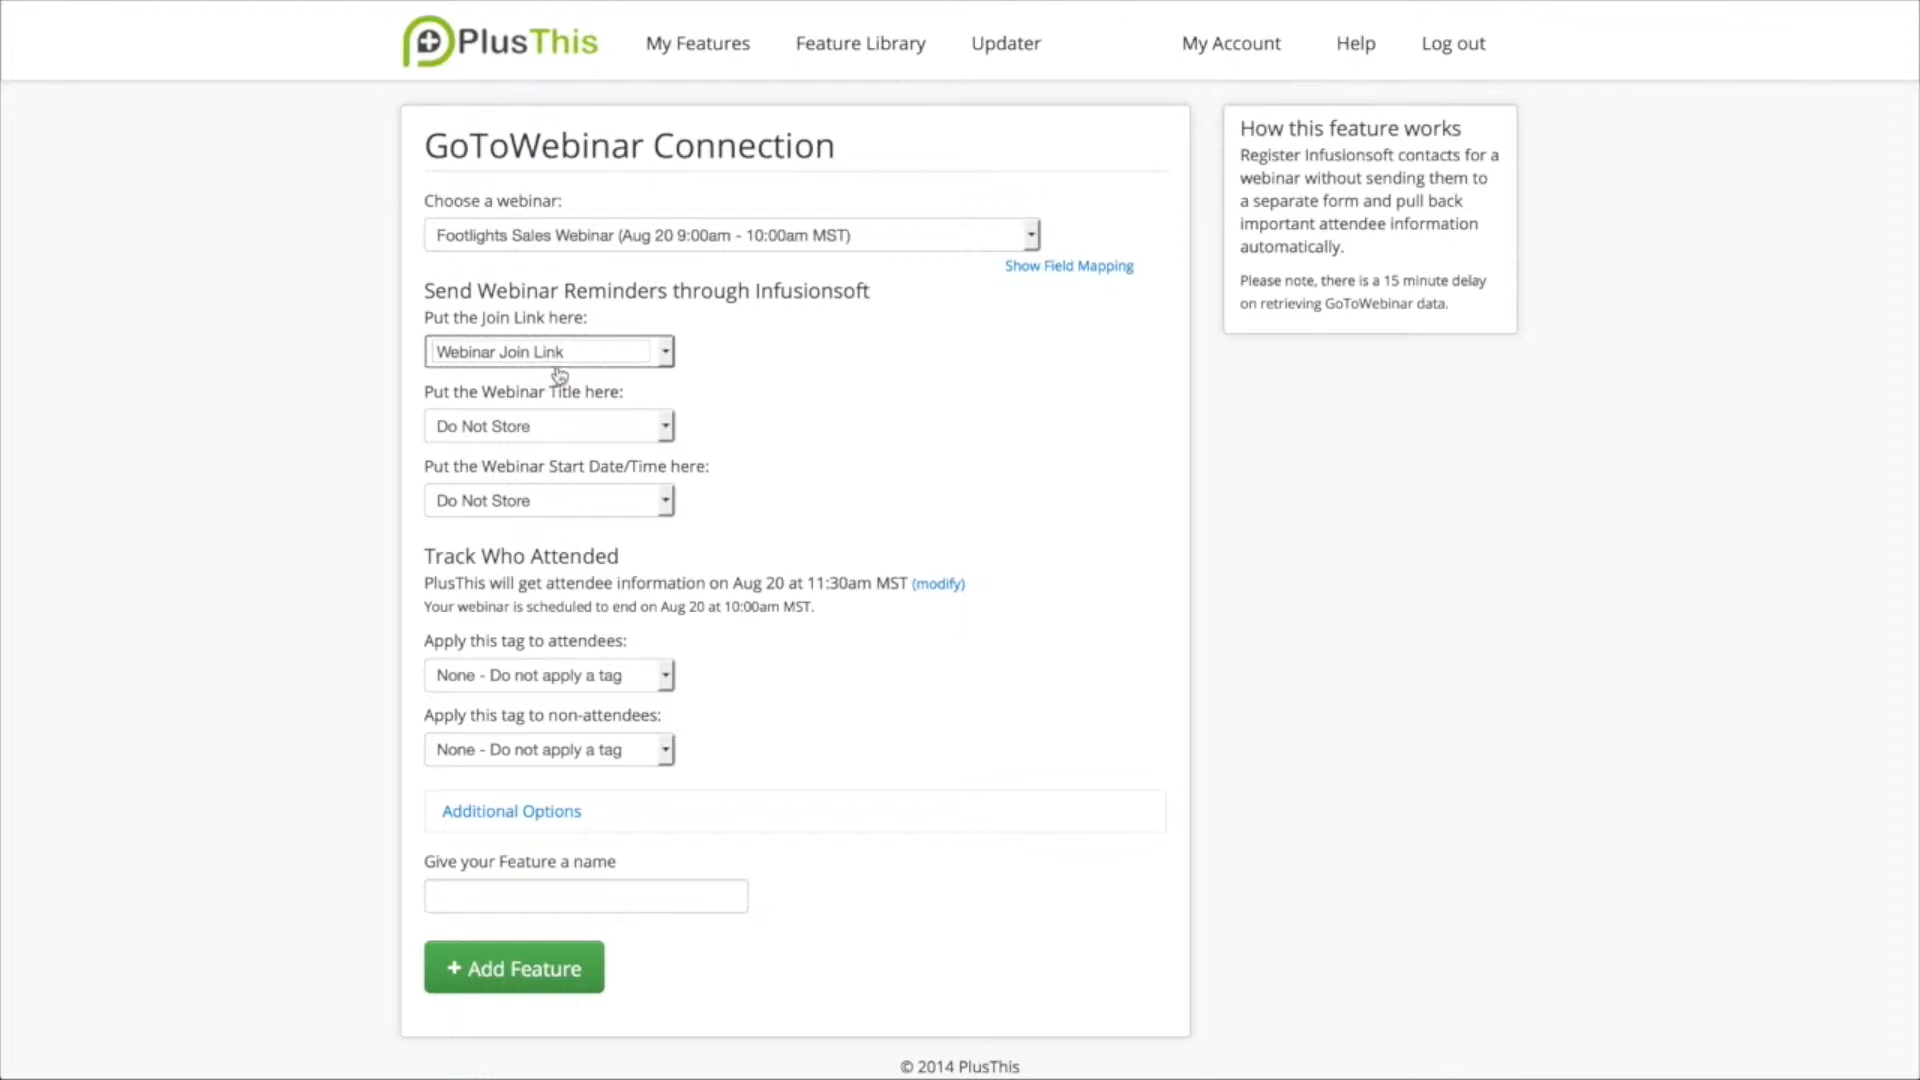 PlusThis
My Features
Feature Library
Updater
My Account
Help
Log out
GoToWebinar Connection
Choose a webinar:
Footlights Sales Webinar (Aug 20 9:00am - 10:00am MST)
Show Field Mapping
Send Webinar Reminders through Infusionsoft
Put the Join Link here:
Webinar Join Link
Put the Webinar Title here:
Do Not Store
Put the Webinar Start Date/Time here:
Do Not Store
Track Who Attended
PlusThis will get attendee information on Aug 20 at 11:30am MST (modify)
Your webinar is scheduled to end on Aug 20 at 10:00am MST.
Apply this tag to attendees:
None - Do not apply a tag
Apply this tag to non-attendees:
None - Do not apply a tag
Additional Options
Give your Feature a name
+ Add Feature
How this feature works
Register Infusionsoft contacts for a
webinar without sending them to
a separate form and pull back
important attendee information
automatically.
Please note, there is a 15 minute delay
on retrieving GoToWebinar data.
© 2014 PlusThis